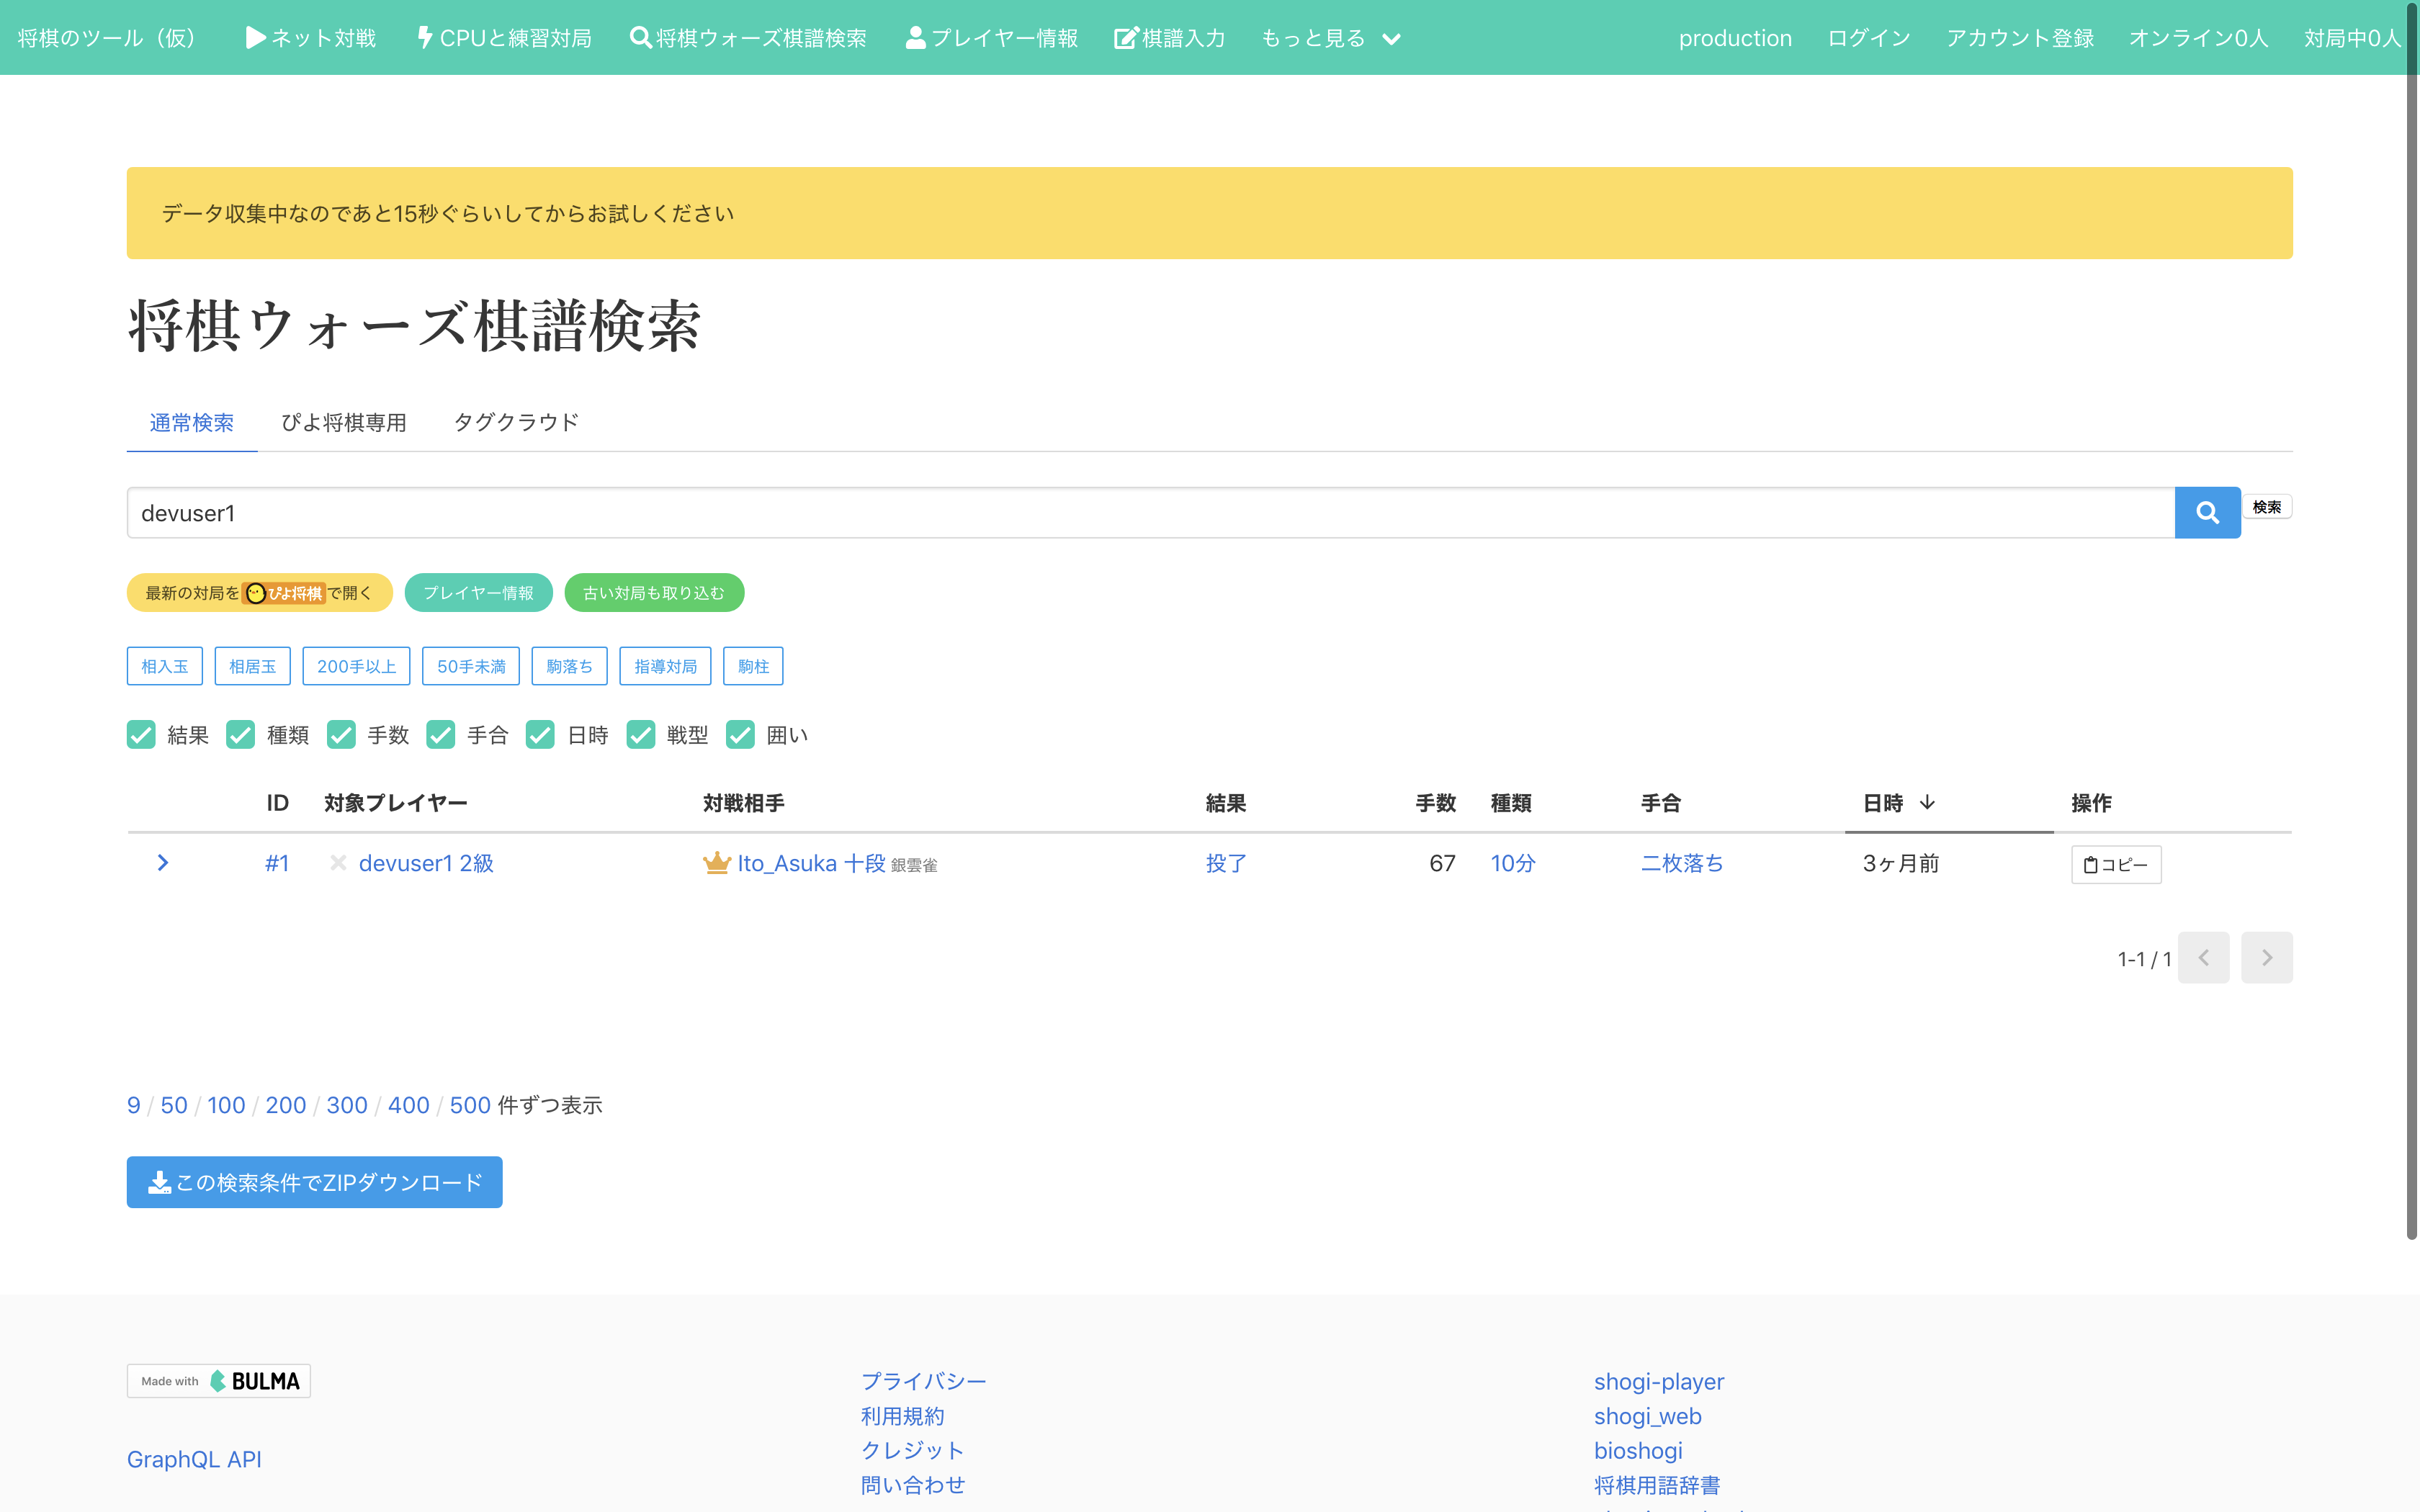 将棋のツール（仮） ネット対戦 CPUと練習対局 将棋ウォーズ棋譜検索 プレイヤー情報 棋譜入力 もっと見る production ログイン アカウント登録 オンライン0人 対局中0人
データ収集中なのであと15秒ぐらいしてからお試しください
将棋ウォーズ棋譜検索
通常検索 ぴよ将棋専用 タグクラウド
devuser1 検索
最新の対局をぴよ将棋で開く プレイヤー情報 古い対局も取り込む
相入玉 相居玉 200手以上 50手未満 駒落ち 指導対局 駒柱
結果 種類 手数 手合 日時 戦型 囲い
ID 対象プレイヤー 対戦相手 結果 手数 種類 手合 日時 操作
#1 devuser1 2級 Ito_Asuka 十段 銀雲雀 投了 67 10分 二枚落ち 3ヶ月前 コピー
1-1 / 1
9 / 50 / 100 / 200 / 300 / 400 / 500 件ずつ表示
この検索条件でZIPダウンロード
Made with BULMA
GraphQL API
プライバシー
利用規約
クレジット
問い合わせ
shogi-player
shogi_web
bioshogi
将棋用語辞書